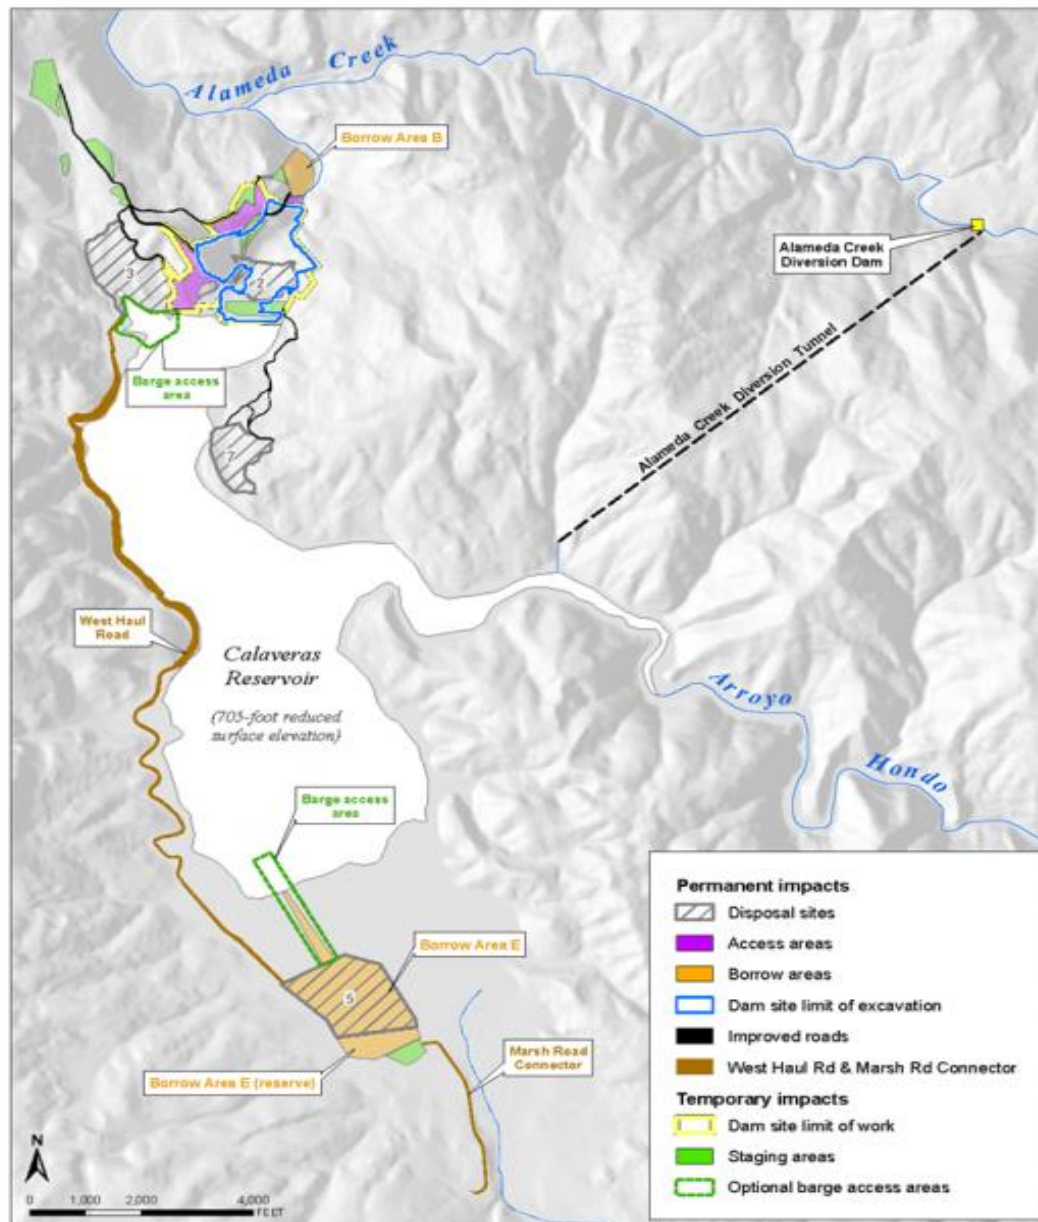 Alameda Creek
Borrow Area B
Alameda Creek
Diversion Dam
3
2
Barge access
area
Alameda Creek Diversion Tunnel
7
West Haul
Road
Calaveras
Reservoir
(705-foot reduced
surface elevation)
Arroyo
Hondo
Barge access
area
Borrow Area E
5
Marsh Road
Connector
Borrow Area E (reserve)
Permanent impacts
Disposal sites
Access areas
Borrow areas
Dam site limit of excavation
Improved roads
West Haul Rd & Marsh Rd Connector
Temporary impacts
Dam site limit of work
Staging areas
Optional barge access areas
N
0 1,000 2,000 4,000
FEET